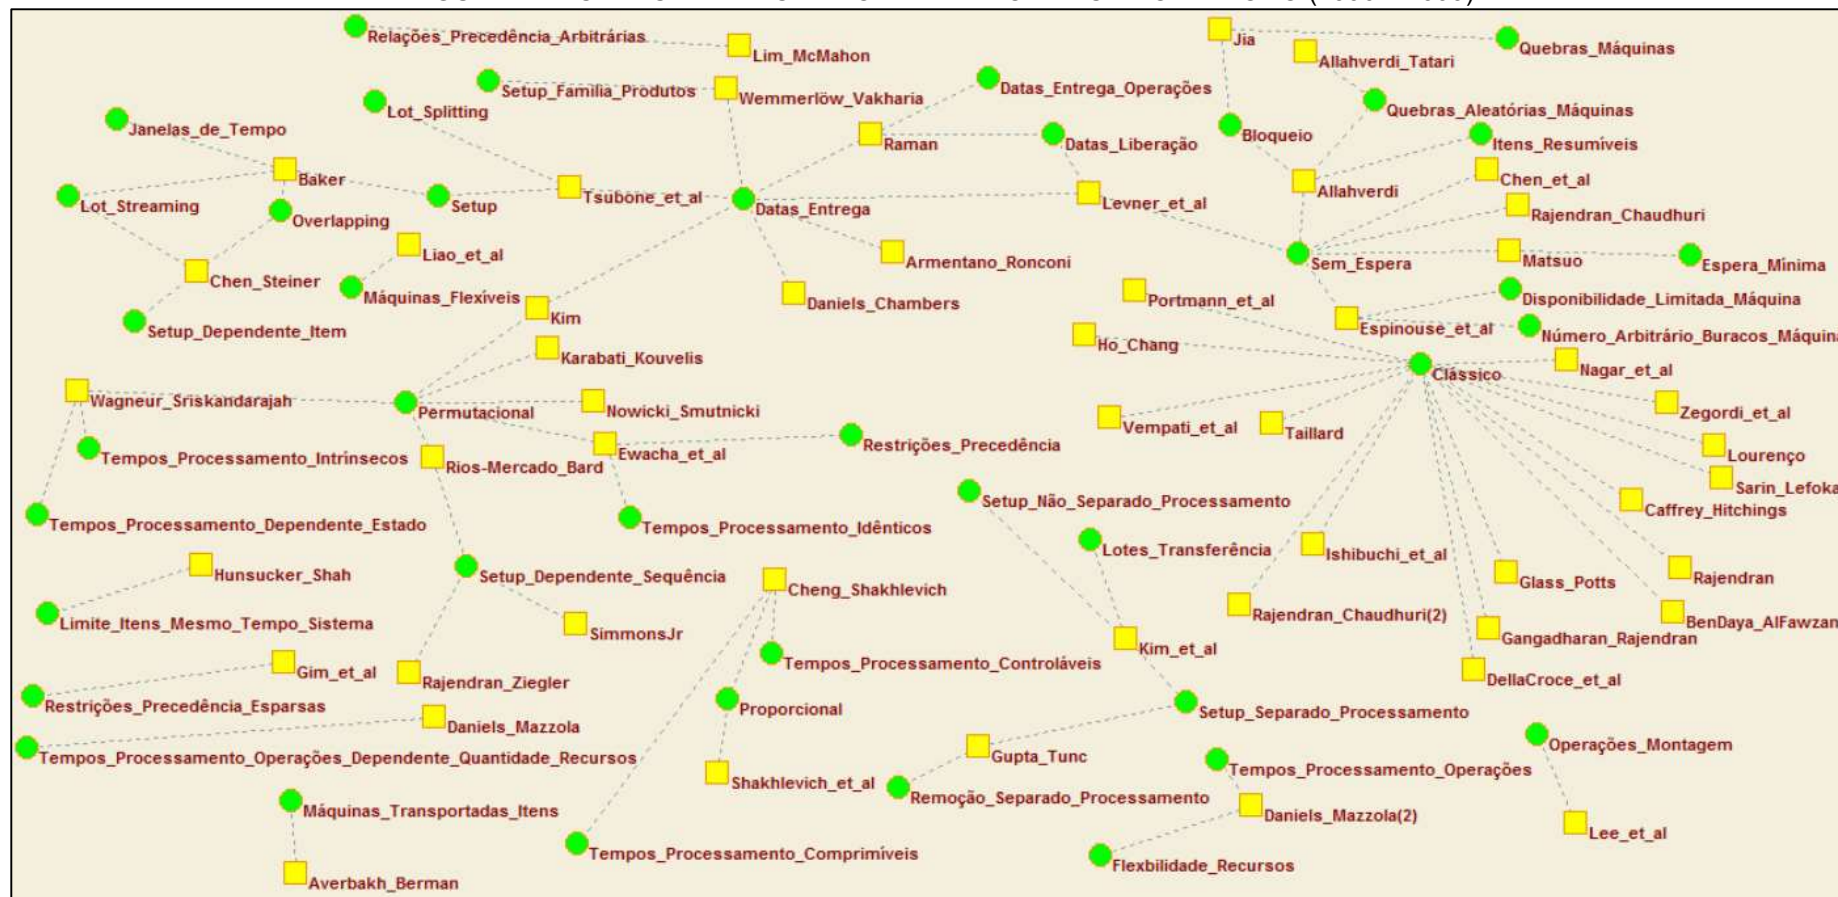 Relações_Precedência_Arbitrárias
Lim_McMahon
Jia
Quebras_Máquinas
Allahverdi_Tatari
Setup_Familia_Produtos
Wemmerlöw_Vakharia
Datas_Entrega_Operações
Lot_Splitting
Quebras_Aleatórias_Máquinas
Janelas_de_Tempo
Raman
Datas_Liberação
Bloqueio
Itens_Resumíveis
Baker
Chen_et_al
Allahverdi
Lot_Streaming
Setup
Tsubone_et_al
Datas_Entrega
Levner_et_al
Rajendran_Chaudhuri
Overlapping
Liao_et_al
Armentano_Ronconi
Sem_Espera
Matsuo
Espera_Mínima
Chen_Steiner
Máquinas_Flexíveis
Daniels_Chambers
Portmann_et_al
Disponibilidade_Limitada_Máquina
Setup_Dependente_Item
Kim
Espinouse_et_al
Número_Arbitrário_Buracos_Máquina
Karabati_Kouvelis
Ho_Chang
Clássico
Nagar_et_al
Wagneur_Sriskandarajah
Permutacional
Nowicki_Smutnicki
Vempati_et_al
Taillard
Zegordi_et_al
Tempos_Processamento_Intrínsecos
Rios-Mercado_Bard
Ewacha_et_al
Restrições_Precedência
Lourenço
Sarin_Lefoka
Setup_Não_Separado_Processamento
Caffrey_Hitchings
Tempos_Processamento_Dependente_Estado
Tempos_Processamento_Idênticos
Lotes_Transferência
Ishibuchi_et_al
Hunsucker_Shah
Setup_Dependente_Sequência
Cheng_Shakhlevich
Glass_Potts
Rajendran
Limite_Itens_Mesmo_Tempo_Sistema
SimmonsJr
Rajendran_Chaudhuri(2)
BenDaya_AlFawzan
Gangadharan_Rajendran
Kim_et_al
Gim_et_al
Rajendran_Ziegler
Tempos_Processamento_Controláveis
DellaCroce_et_al
Restrições_Precedência_Esparsas
Proporcional
Setup_Separado_Processamento
Daniels_Mazzola
Operações_Montagem
Tempos_Processamento_Operações_Dependente_Quantidade_Recursos
Gupta_Tunc
Tempos_Processamento_Operações
Shakhlevich_et_al
Remoção_Separado_Processamento
Máquinas_Transportadas_Itens
Daniels_Mazzola(2)
Lee_et_al
Tempos_Processamento_Comprimíveis
Flexbilidade_Recursos
Averbakh_Berman